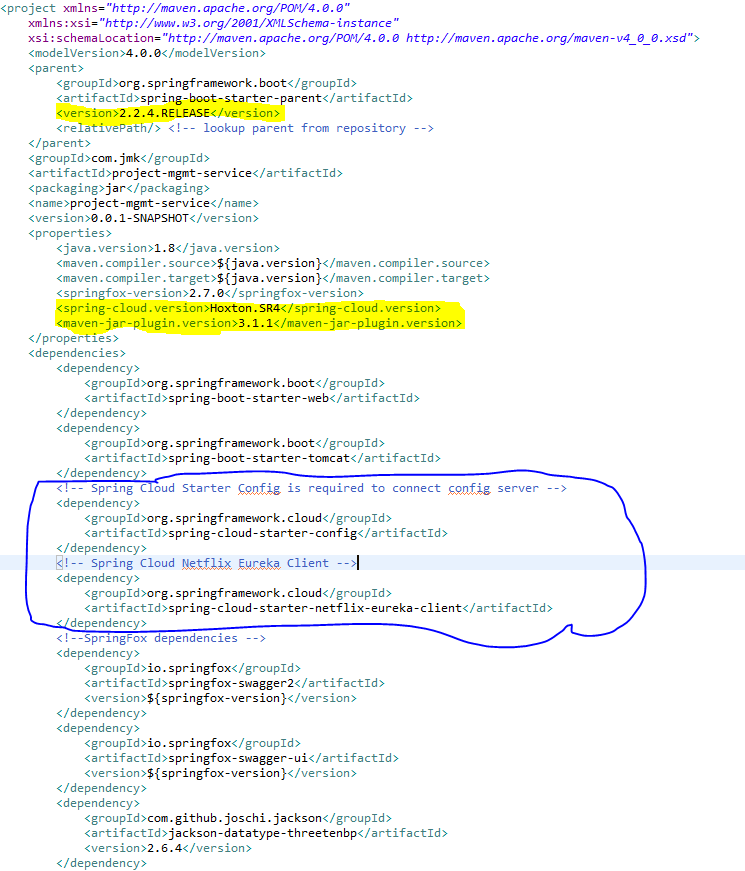 <project xmlns="http://maven.apache.org/POM/4.0.0"
    xmlns:xsi="http://www.w3.org/2001/XMLSchema-instance"
    xsi:schemaLocation="http://maven.apache.org/POM/4.0.0 http://maven.apache.org/maven-v4_0_0.xsd">
    <modelVersion>4.0.0</modelVersion>
    <parent>
        <groupId>org.springframework.boot</groupId>
        <artifactId>spring-boot-starter-parent</artifactId>
        <version>2.2.4.RELEASE</version>
        <relativePath/> <!-- lookup parent from repository -->
    </parent>
    <groupId>com.jmk</groupId>
    <artifactId>project-mgmt-service</artifactId>
    <packaging>jar</packaging>
    <name>project-mgmt-service</name>
    <version>0.0.1-SNAPSHOT</version>
    <properties>
        <java.version>1.8</java.version>
        <maven.compiler.source>${java.version}</maven.compiler.source>
        <maven.compiler.target>${java.version}</maven.compiler.target>
        <springfox-version>2.7.0</springfox-version>
        <spring-cloud.version>Hoxton.SR4</spring-cloud.version>
        <maven-jar-plugin.version>3.1.1</maven-jar-plugin.version>
    </properties>
    <dependencies>
        <dependency>
            <groupId>org.springframework.boot</groupId>
            <artifactId>spring-boot-starter-web</artifactId>
        </dependency>
        <dependency>
            <groupId>org.springframework.boot</groupId>
            <artifactId>spring-boot-starter-tomcat</artifactId>
        </dependency>
        <!-- Spring Cloud Starter Config is required to connect config server -->
        <dependency>
            <groupId>org.springframework.cloud</groupId>
            <artifactId>spring-cloud-starter-config</artifactId>
        </dependency>
        <!-- Spring Cloud Netflix Eureka Client -->
        <dependency>
            <groupId>org.springframework.cloud</groupId>
            <artifactId>spring-cloud-starter-netflix-eureka-client</artifactId>
        </dependency>
        <!--SpringFox dependencies -->
        <dependency>
            <groupId>io.springfox</groupId>
            <artifactId>springfox-swagger2</artifactId>
            <version>${springfox-version}</version>
        </dependency>
        <dependency>
            <groupId>io.springfox</groupId>
            <artifactId>springfox-swagger-ui</artifactId>
            <version>${springfox-version}</version>
        </dependency>
        <dependency>
            <groupId>com.github.joschi.jackson</groupId>
            <artifactId>jackson-datatype-threetenbp</artifactId>
            <version>2.6.4</version>
        </dependency>